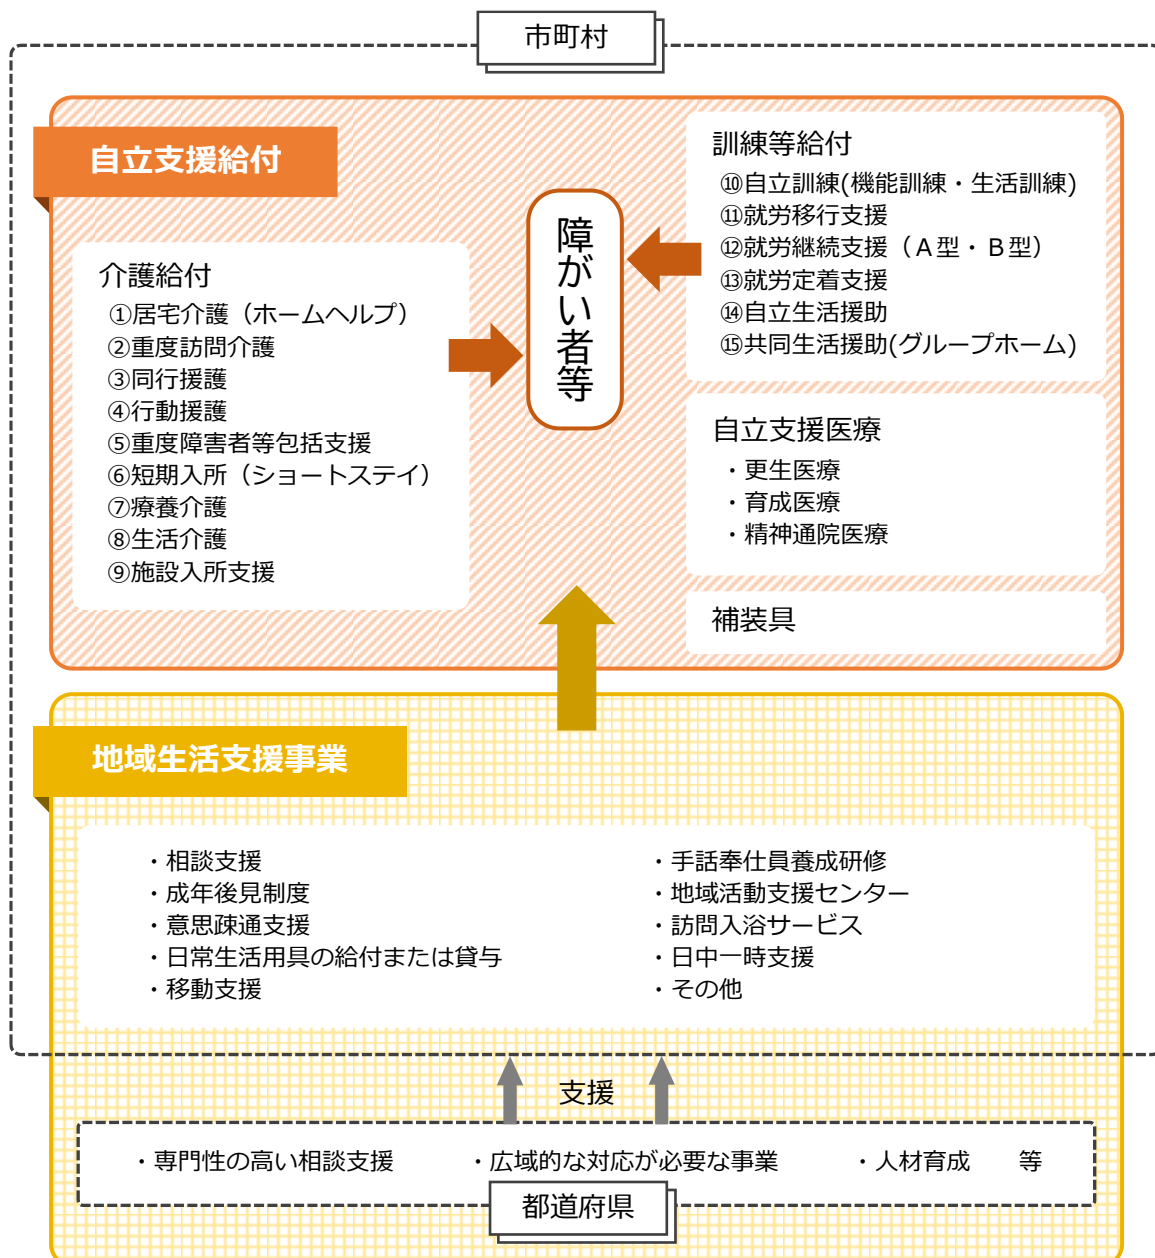 市町村
自立支援給付
介護給付
①居宅介護（ホームヘルプ）
②重度訪問介護
③同行援護
④行動援護
⑤重度障害者等包括支援
⑥短期入所（ショートステイ）
⑦療養介護
⑧生活介護
⑨施設入所支援
障がい者等
訓練等給付
⑩自立訓練(機能訓練・生活訓練)
⑪就労移行支援
⑫就労継続支援（Ａ型・Ｂ型）
⑬就労定着支援
⑭自立生活援助
⑮共同生活援助(グループホーム)
自立支援医療
・更生医療
・育成医療
・精神通院医療
補装具
地域生活支援事業
・相談支援
・成年後見制度
・意思疎通支援
・日常生活用具の給付または貸与
・移動支援
・手話奉仕員養成研修
・地域活動支援センター
・訪問入浴サービス
・日中一時支援
・その他
支援
・専門性の高い相談支援　・広域的な対応が必要な事業　・人材育成　等
都道府県